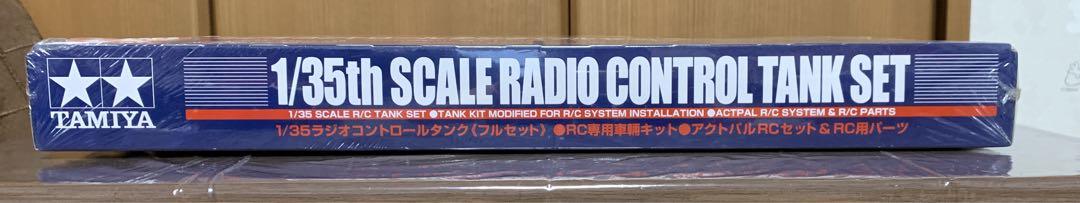 TAMIYA
1/35th SCALE RADIO CONTROL TANK SET
1/35 SCALE R/C TANK SET ●TANK KIT MODIFIED FOR R/C SYSTEM INSTALLATION ●ACTPAL R/C SYSTEM & R/C PARTS
1/35ラジオコントロールタンク《フルセット》 ●RC専用車輌キット●アクトパルRCセット&RC用パーツ